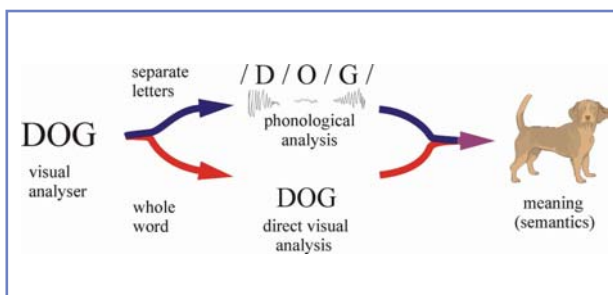 separate
letters
/ D / O / G /
phonological
analysis
DOG
visual
analyser
DOG
direct visual
analysis
whole
word
meaning
(semantics)